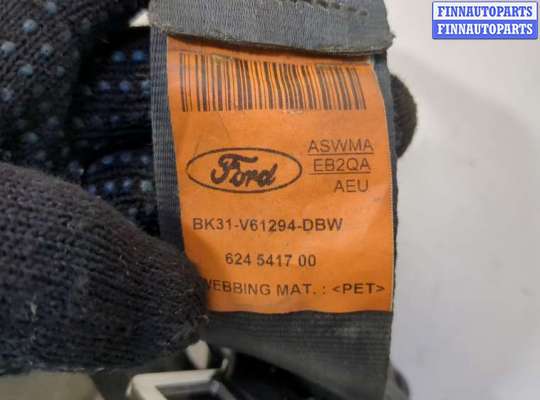 FINNAUTOPARTS
FINNAUTOPARTS
ASWMA
EB2QA
AEU
Ford
BK31-V61294-DBW
624 5417 00
WEBBING MAT. : <PET>